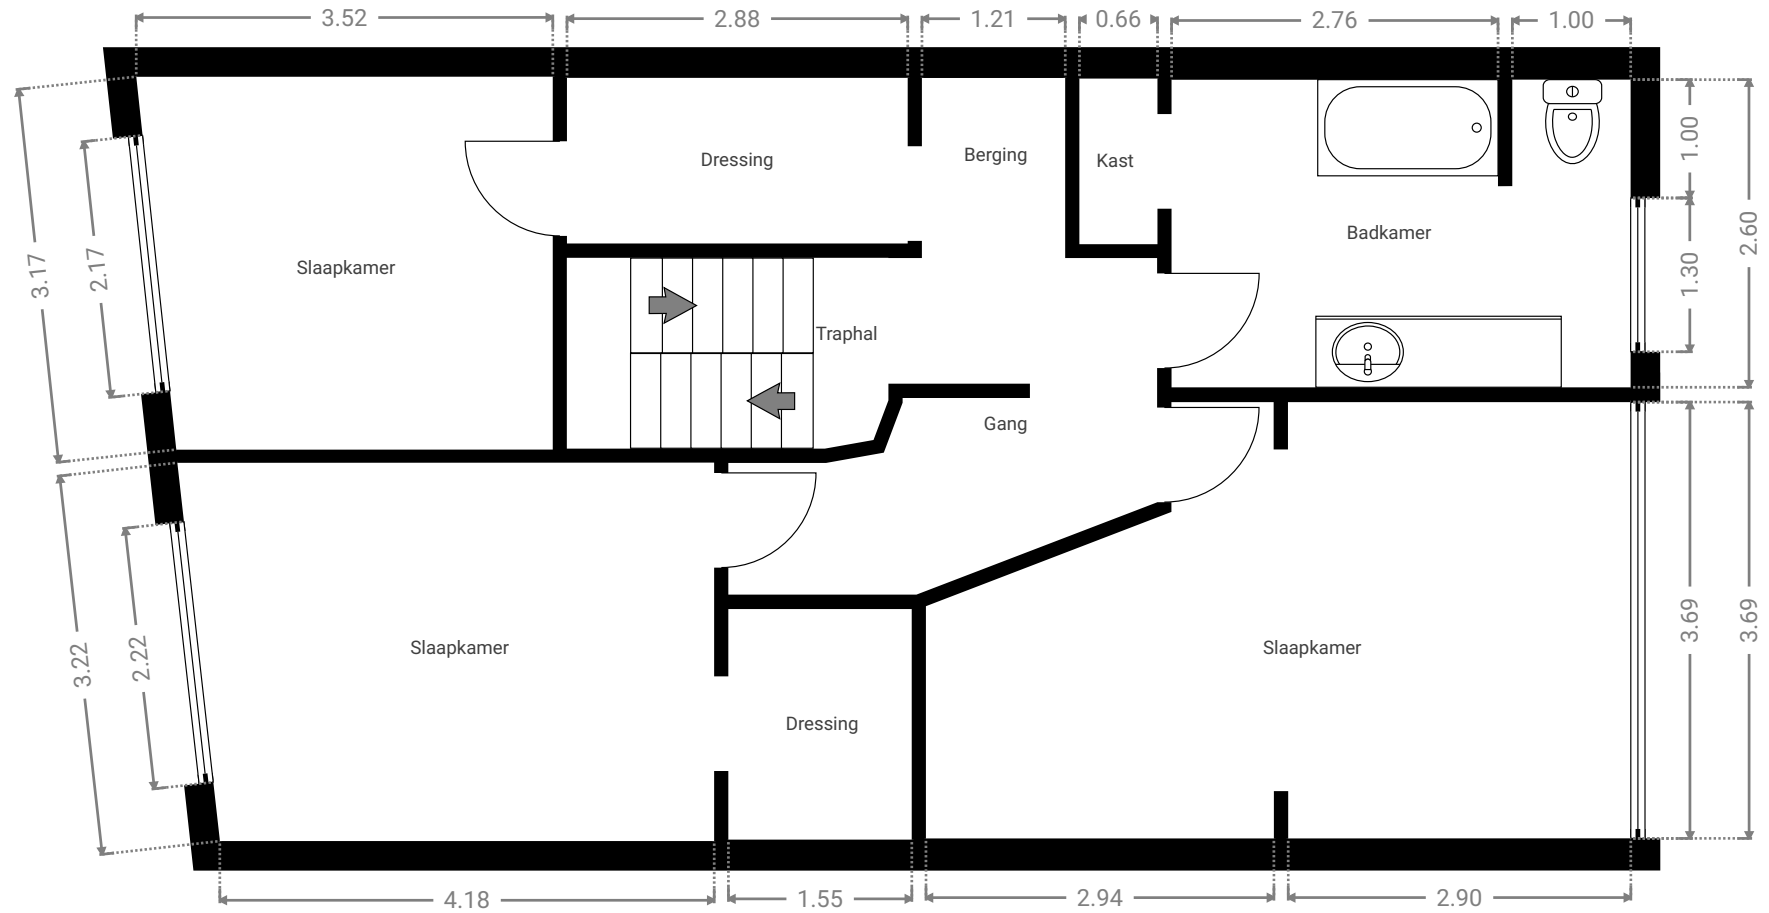 3.52
2.88
1.21
0.66
2.76
1.00
Dressing
Berging
Kast
1.00
Badkamer
2.60
Slaapkamer
2.17
3.17
1.30
Traphal
Gang
3.69
3.69
Slaapkamer
Slaapkamer
2.22
3.22
Dressing
4.18
1.55
2.94
2.90